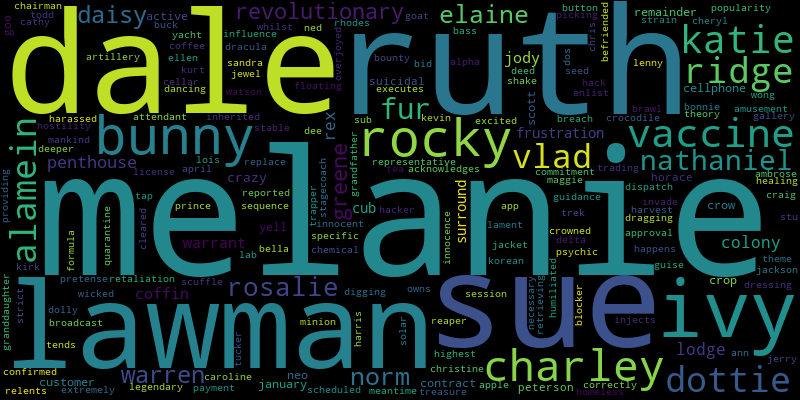 chairman
todd
cathy
goo
daisy
active
buck
revolutionary
whilst
ned
rhodes
goat
elaine
bass
button
picking
chris
befriended
remainder
cheryl
popularity
strain
katie
yacht
influence
coffee
dracula
ellen
sandra
kurt
jewel
cellar
dancing
artillery
dale
ruth
overjoyed
bounty
bid
alpha
suicidal
executes
watson
floating
jody
deed
shake
dos
seed
hack
enlist
lenny
ridge
cellphone
wong
bonnie
theory
amusement
gallery
harassed
hostility
mankind
deeper
attendant
inherited
stable
dee
rex
fur
sub
kevin
excited
scott
breach
brawl
crocodile
frustration
bunny
lois
replace
rocky
vlad
vaccine
nathaniel
alamein
penthouse
license
april
crazy
greene
stagecoach
grandfather
representative
rea
acknowledges
commitment
maggie
trading
horace
ambrose
healing
craig
providing
tap
prince
reported
sequence
trapper
innocent
cub
hacker
surround
app
guidance
trek
dispatch
invade
harvest
dragging
crow
stu
formula
quarantine
cleared
warrant
yell
specific
chemical
innocence
lament
crowned
delta
approval
colony
kirk
bella
lab
jacket
korean
psychic
happens
guise
theme
jackson
melanie
pretense
retaliation
scuffle
coffin
rosalie
digging
owns
session
necessary
retrieving
humiliated
blocker
crop
dressing
granddaughter
strict
wicked
dolly
broadcast
tends
minion
harris
solar
reaper
injects
lawman
sue
ivy
tucker
highest
lodge
ann
jerry
confirmed
relents
customer
extremely
warren
legendary
caroline
payment
neo
january
scheduled
norm
meantime
contract
treasure
christine
apple
charley
peterson
correctly
homeless
dottie